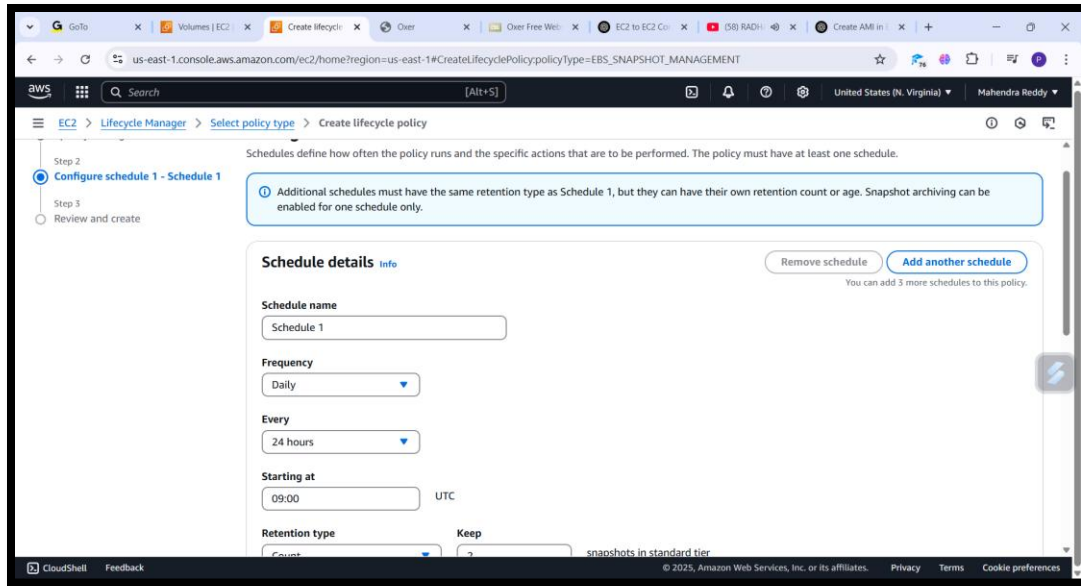 GoTo
Volumes | EC2
Create lifecycle
Oxer
Oxer Free Web
EC2 to EC2 Co
(58) RADH
Create AMI in
us-east-1.console.aws.amazon.com/ec2/home?region=us-east-1#CreateLifecyclePolicy:policyType=EBS_SNAPSHOT_MANAGEMENT
76
P
aws
Search
[Alt+S]
United States (N. Virginia)
Mahendra Reddy
EC2 > Lifecycle Manager > Select policy type > Create lifecycle policy
Schedules define how often the policy runs and the specific actions that are to be performed. The policy must have at least one schedule.
Step 2
Configure schedule 1 - Schedule 1
Step 3
Review and create
Additional schedules must have the same retention type as Schedule 1, but they can have their own retention count or age. Snapshot archiving can be
enabled for one schedule only.
Schedule details Info
Remove schedule
Add another schedule
You can add 3 more schedules to this policy.
Schedule name
Schedule 1
Frequency
Daily
Every
24 hours
Starting at
09:00 UTC
Retention type Keep
Count 2 snapshots in standard tier
CloudShell Feedback © 2025, Amazon Web Services, Inc. or its affiliates. Privacy Terms Cookie preferences